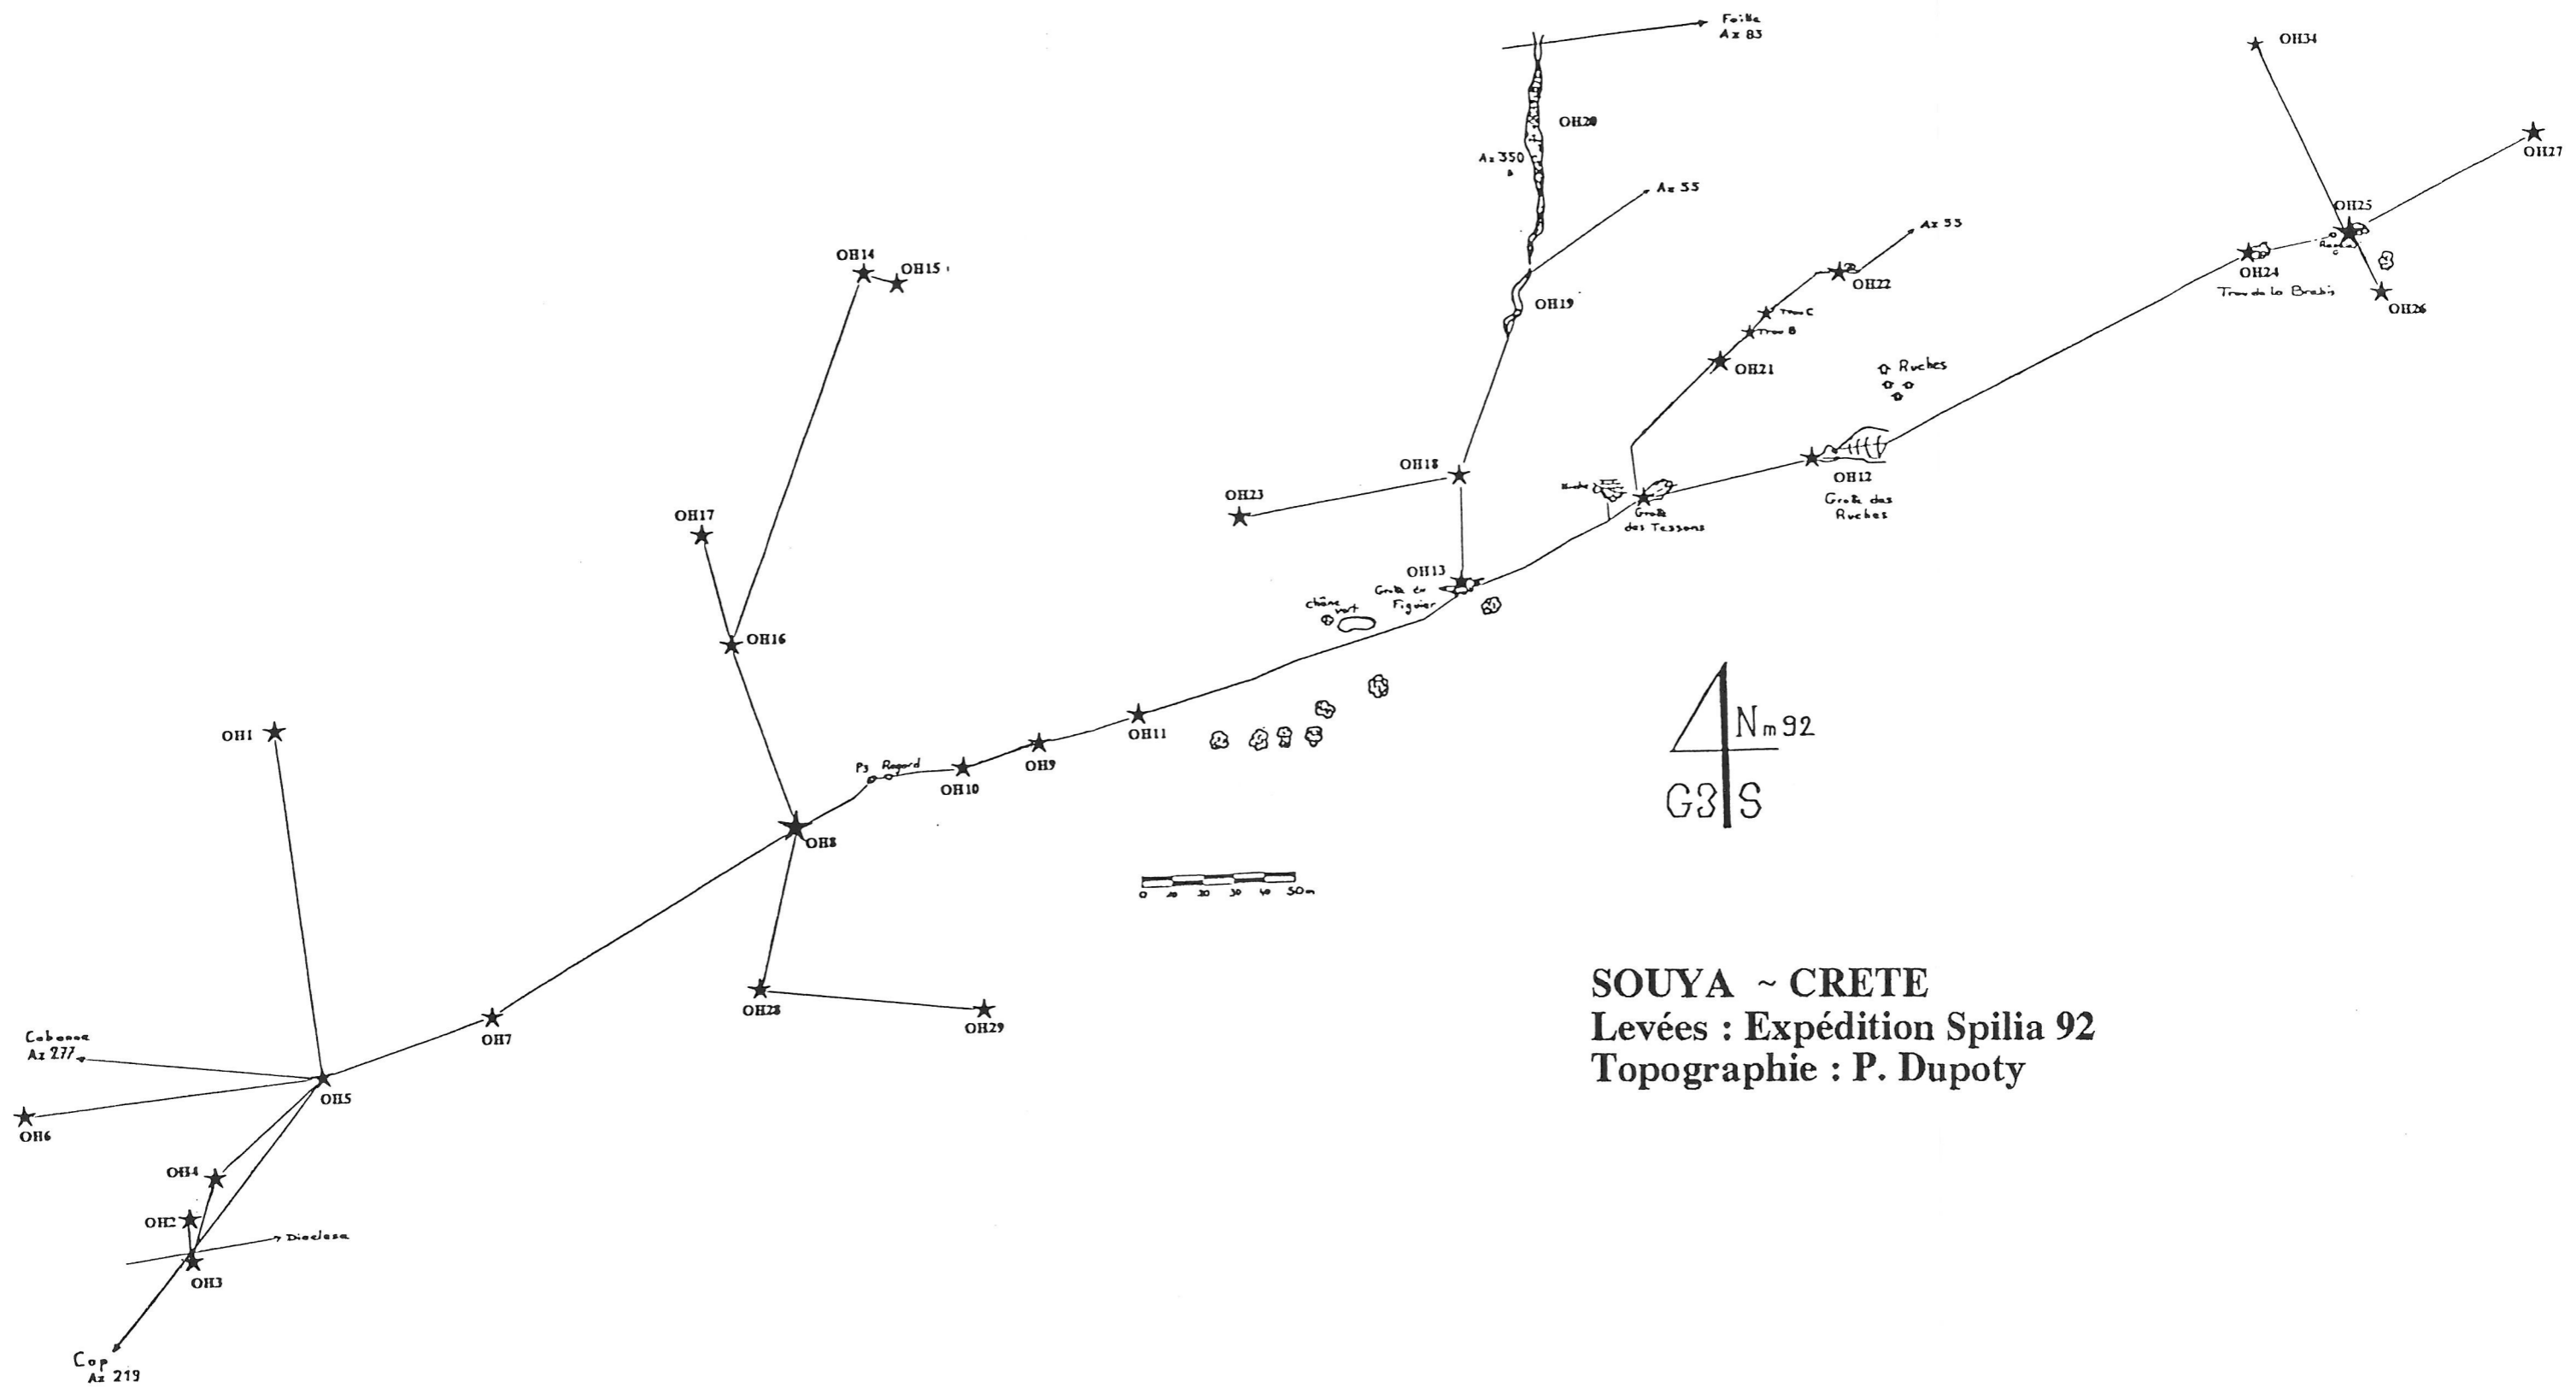 Faille
Az 83
OH34
OH20
OH27
Az 350
Az 55
OH25
Az 55
OH14
OH15
OH24
OH22
Trou de la Brebis
OH26
OH19
Trou C
Trou B
OH21
Ruches
OH18
OH12
OH23
Grotte des
Ruches
OH17
Grotte
des Tessons
OH13
Grotte du
Figuier
chêne
vert
OH16
OH1
OH11
Nm92
P3 Regard
OH9
OH10
G3 S
OH8
0 10 20 30 40 50m
SOUYA ~ CRETE
OH28
OH29
Levées : Expédition Spilia 92
OH7
Cabane
Az 277
Topographie : P. Dupoty
OH5
OH6
OH4
OH2
Diaclase
OH3
Cap
Az 219